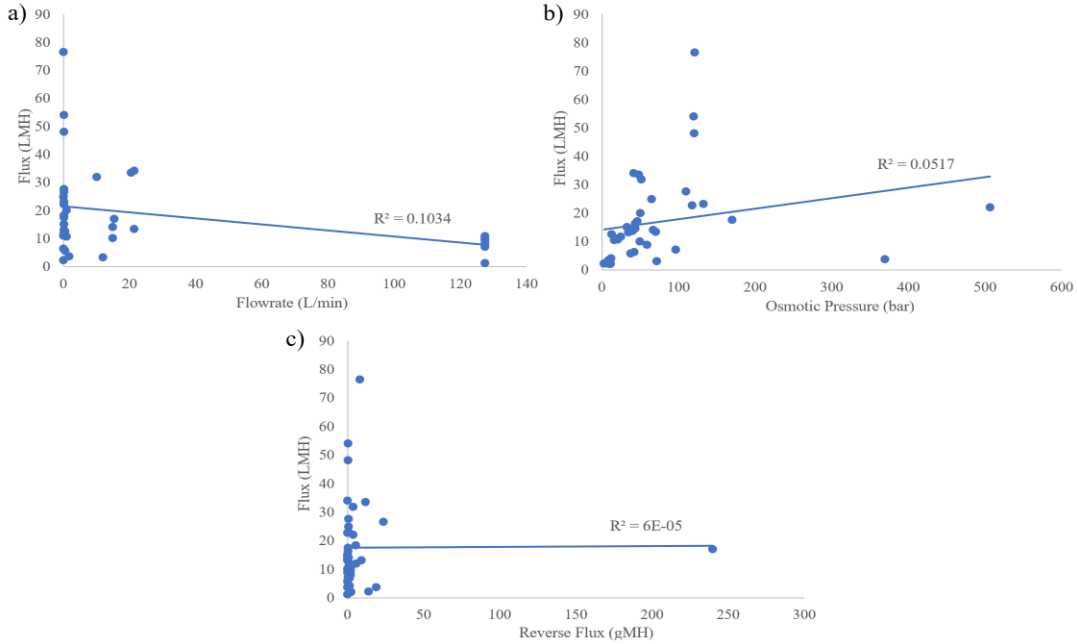 a)
90
80
70
60
50
40
30
20
10
0
Flux (LMH)
R² = 0.1034
0 20 40 60 80 100 120 140
Flowrate (L/min)
b)
90
80
70
60
50
40
30
20
10
0
Flux (LMH)
R² = 0.0517
0 100 200 300 400 500 600
Osmotic Pressure (bar)
c)
90
80
70
60
50
40
30
20
10
0
Flux (LMH)
R² = 6E-05
0 50 100 150 200 250 300
Reverse Flux (gMH)